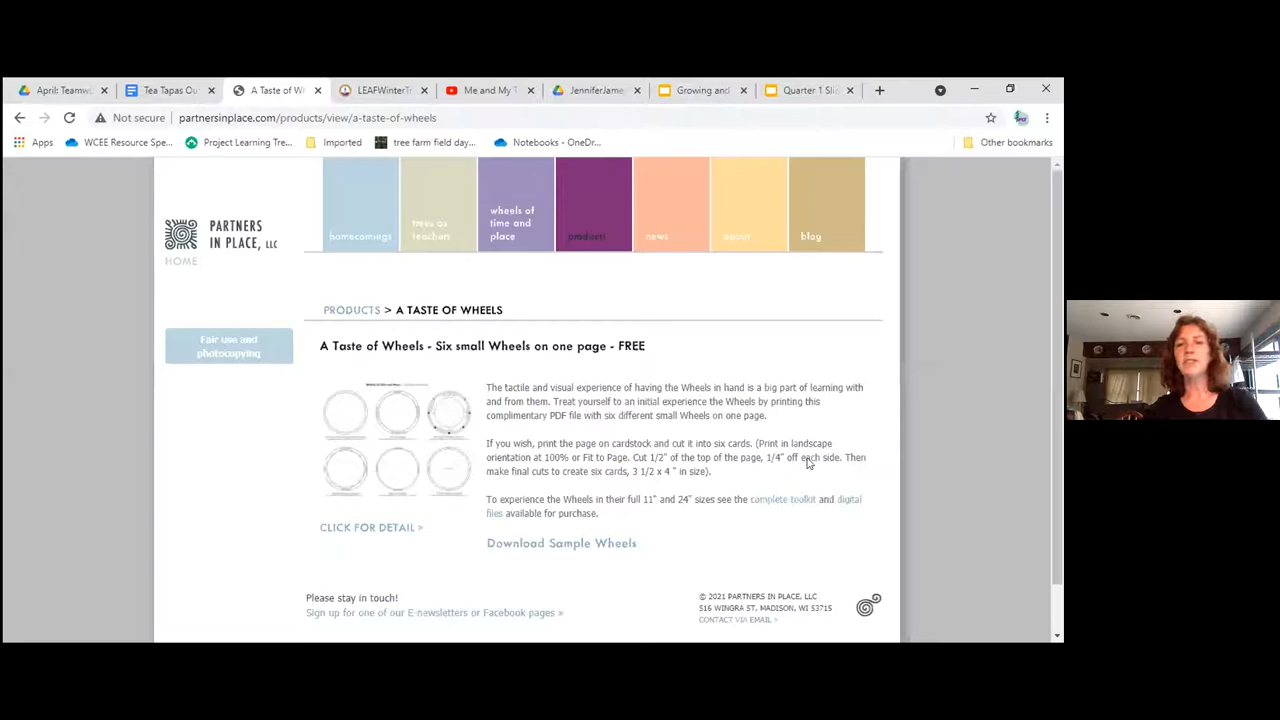 April: Teamw
Tea Tapas Ou
A Taste of W
LEAFWinterTr
Me and My T
JenniferJame
Growing and
Quarter 1 Sli
Not secure
partnersinplace.com/products/view/a-taste-of-wheels
Apps
WCEE Resource Spe...
Project Learning Tre...
Imported
tree farm field day...
Notebooks - OneDr...
Other bookmarks
PARTNERS
IN PLACE, LLC
HOME
homecomings
trees as
teachers
wheels of
time and
place
products
news
about
blog
Fair use and
photocopying
PRODUCTS > A TASTE OF WHEELS
A Taste of Wheels - Six small Wheels on one page - FREE
The tactile and visual experience of having the Wheels in hand is a big part of learning with
and from them. Treat yourself to an initial experience the Wheels by printing this
complimentary PDF file with six different small Wheels on one page.
If you wish, print the page on cardstock and cut it into six cards. (Print in landscape
orientation at 100% or Fit to Page. Cut 1/2" of the top of the page, 1/4" off each side. Then
make final cuts to create six cards, 3 1/2 x 4 " in size).
To experience the Wheels in their full 11" and 24" sizes see the complete toolkit and digital
files available for purchase.
CLICK FOR DETAIL >
Download Sample Wheels
Please stay in touch!
Sign up for one of our E-newsletters or Facebook pages »
© 2021 PARTNERS IN PLACE, LLC
516 WINGRA ST, MADISON, WI 53715
CONTACT VIA EMAIL >